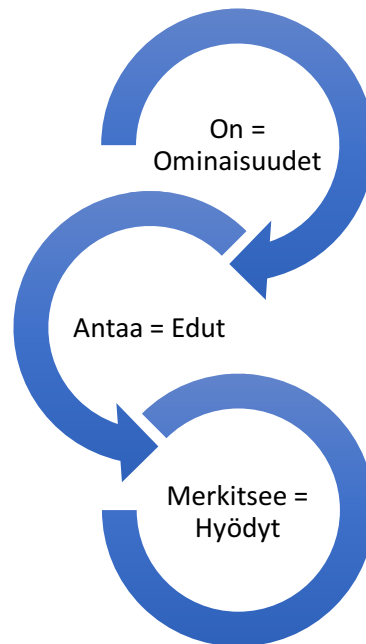 On =
Ominaisuudet
Antaa = Edut
Merkitsee =
Hyödyt